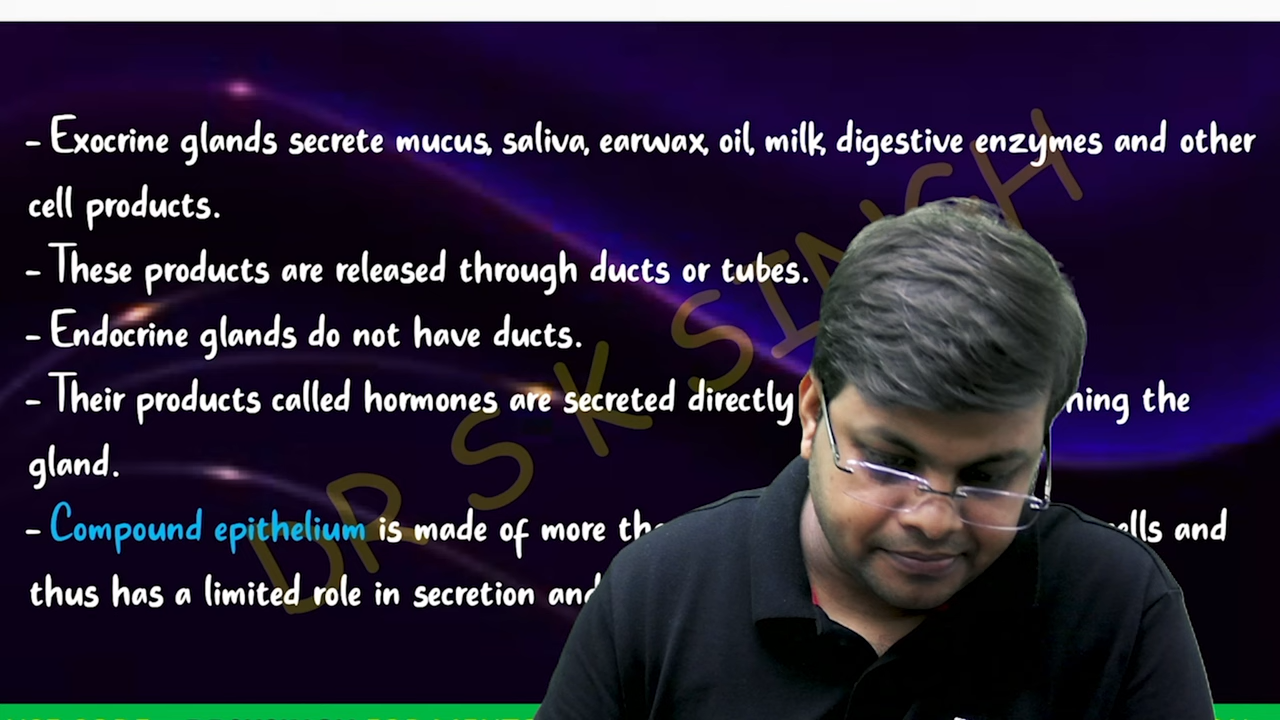 - Exocrine glands secrete mucus, saliva, earwax, oil, milk, digestive enzymes and other
cell products.
- These products are released through ducts or tubes.
- Endocrine glands do not have ducts.
- Their products called hormones are secreted directly the
gland.
- Compound epithelium is made of more and
thus has a limited role in secretion and
DR S K SINGH